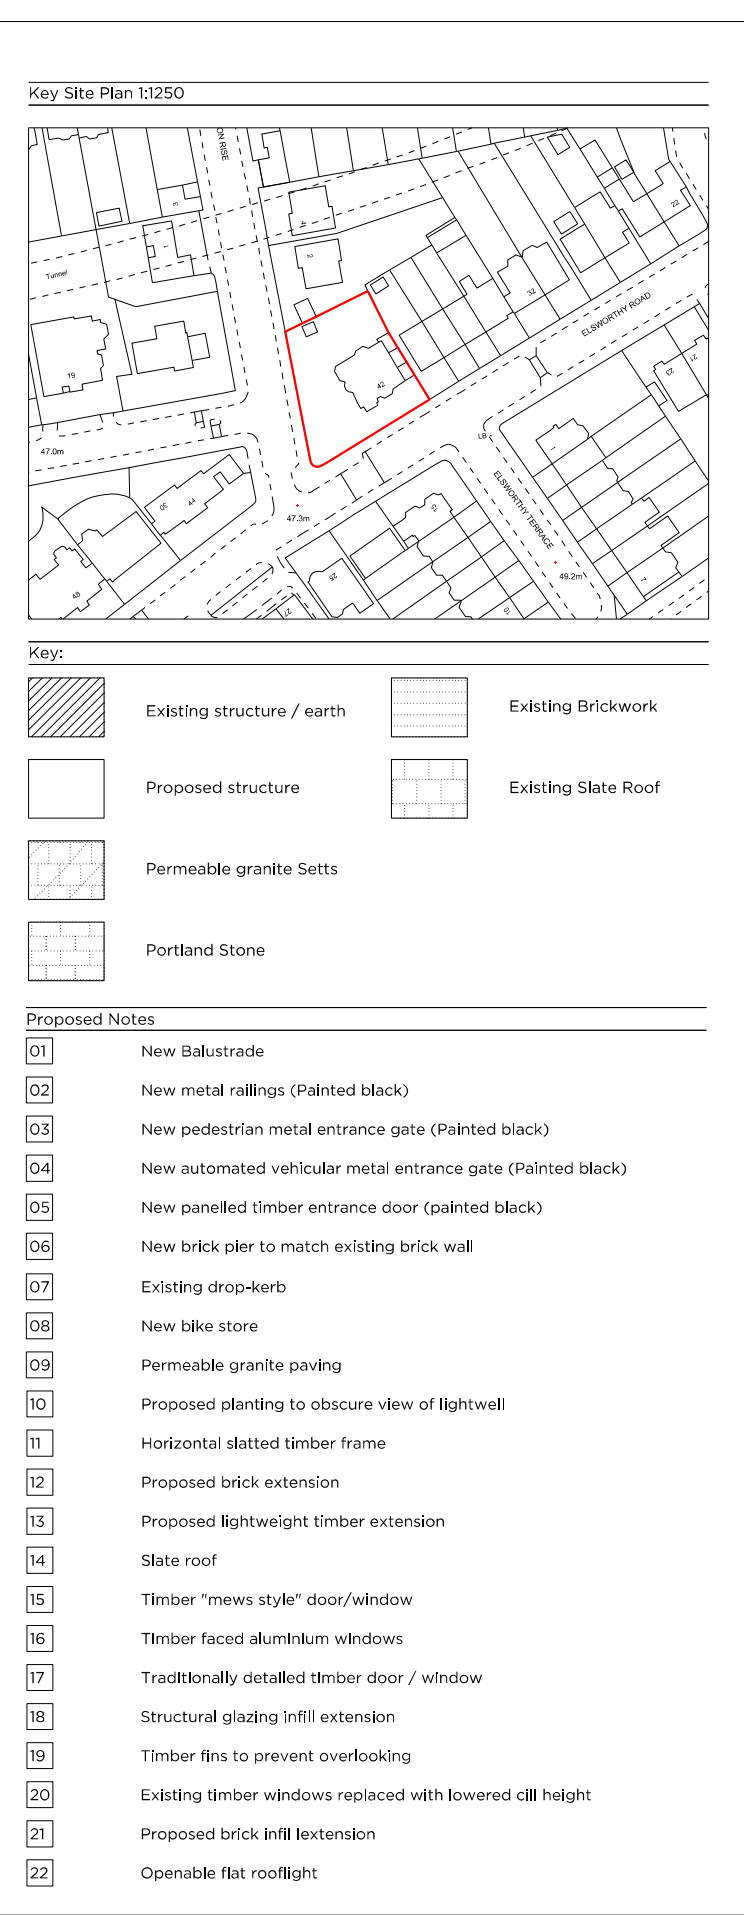 Key Site Plan 1:1250
ON RISE
3
4
22
1
2
Tunnel
32
ELSWORTHY ROAD
19
42
21
23
LB
1
47.0m
ELSWORTHY TERRACE
30
44
15
47.3m
49.2m
25
7
48
27
10
Key:
Existing structure / earth
Existing Brickwork
Proposed structure
Existing Slate Roof
Permeable granite Setts
Portland Stone
Proposed Notes
01 New Balustrade
02 New metal railings (Painted black)
03 New pedestrian metal entrance gate (Painted black)
04 New automated vehicular metal entrance gate (Painted black)
05 New panelled timber entrance door (painted black)
06 New brick pier to match existing brick wall
07 Existing drop-kerb
08 New bike store
09 Permeable granite paving
10 Proposed planting to obscure view of lightwell
11 Horizontal slatted timber frame
12 Proposed brick extension
13 Proposed lightweight timber extension
14 Slate roof
15 Timber "mews style" door/window
16 Timber faced aluminium windows
17 Traditionally detailed timber door / window
18 Structural glazing infill extension
19 Timber fins to prevent overlooking
20 Existing timber windows replaced with lowered cill height
21 Proposed brick infil lextension
22 Openable flat rooflight